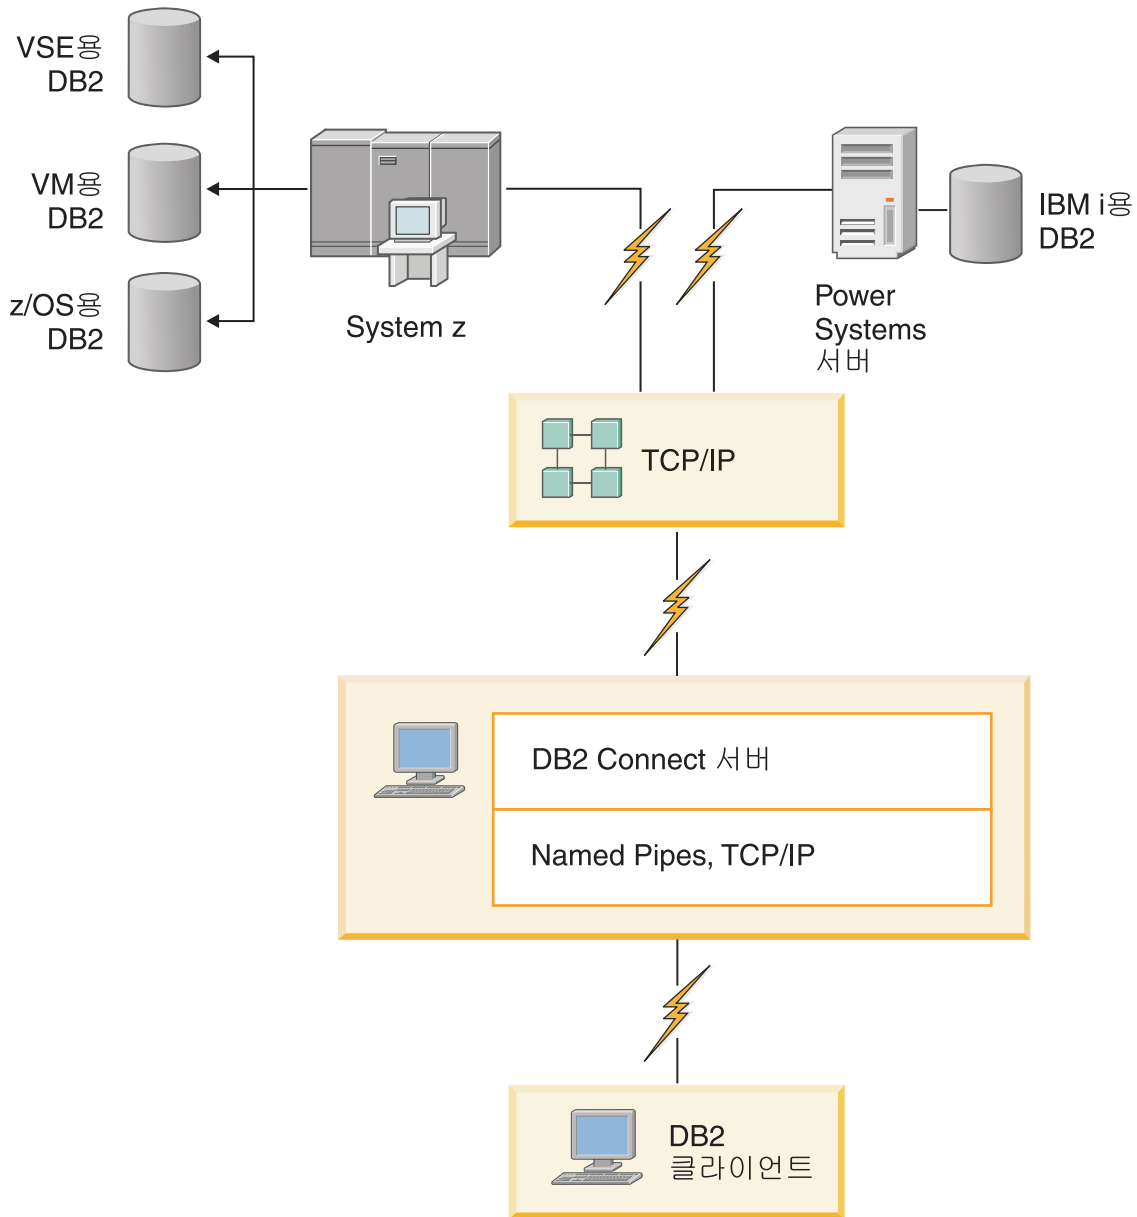 VSE용
DB2
VM용
DB2
z/OS용
DB2
System z
Power
Systems
서버
IBM i용
DB2
TCP/IP
DB2 Connect 서버
Named Pipes, TCP/IP
DB2
클라이언트